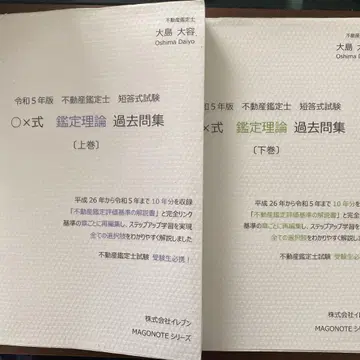 不動産鑑定士
大島 大容
Oshima Daiyo
令和5年版 不動産鑑定士 短答式試験
○×式 鑑定理論 過去問集
〔上巻〕
平成26年から令和5年まで10年分を収録
「不動産鑑定評価基準の解説書」と完全リンク
基準の章ごとに再編集し、ステップアップ学習を実現
全ての選択肢をわかりやすく解説しました
不動産鑑定士試験 受験生必携！
株式会社イレブン
MAGONOTEシリーズ
不動産鑑定士
大島 大容
Oshima Daiyo
令和5年版 不動産鑑定士 短答式試験
×式 鑑定理論 過去問集
〔下巻〕
平成26年から令和5年まで10年分を収録
「不動産鑑定評価基準の解説書」と完全リンク
基準の章ごとに再編集し、ステップアップ学習を実現
全ての選択肢をわかりやすく解説しました
不動産鑑定士試験 受験生必携！
株式会社イレブン
MAGONOTE シリーズ